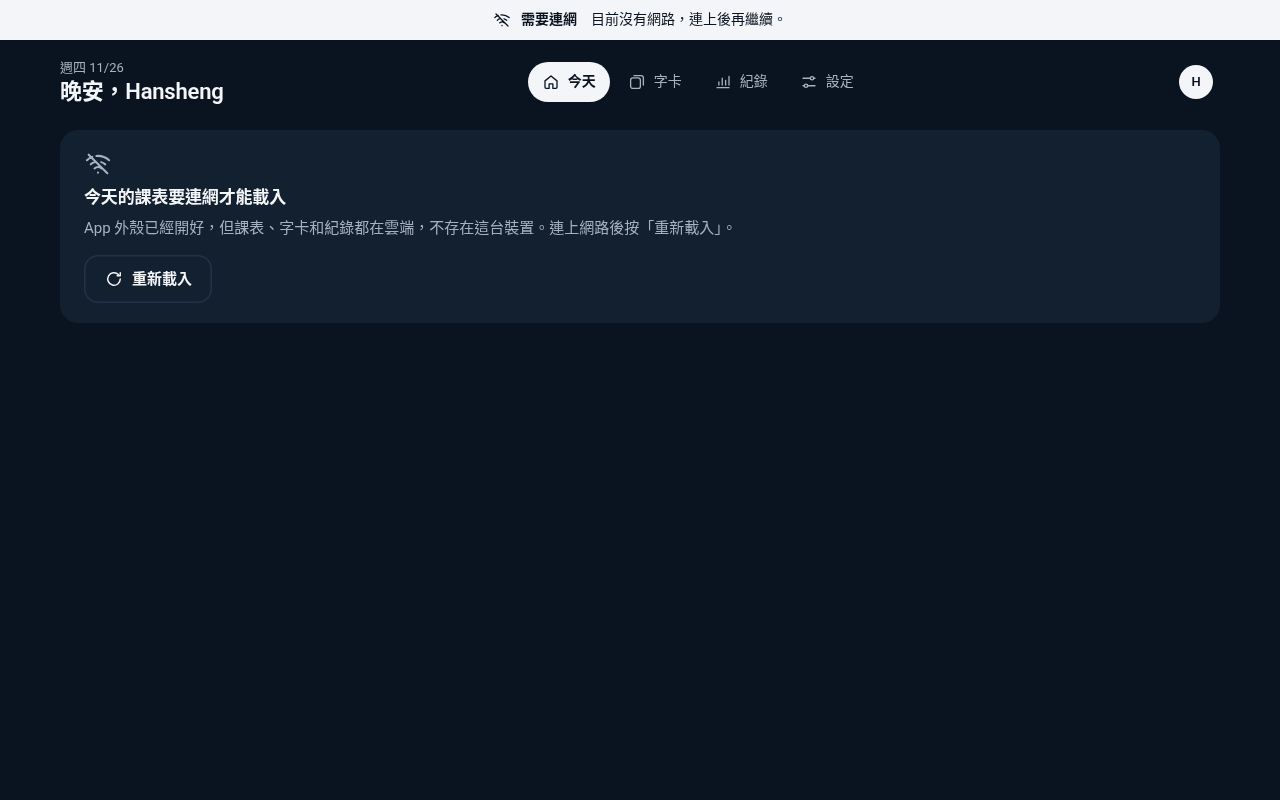 需要連網 目前沒有網路，連上後再繼續。
週四 11/26
晚安，Hansheng
今天 字卡 紀錄 設定
H
今天的課表要連網才能載入
App 外殼已經開好，但課表、字卡和紀錄都在雲端，不存在這台裝置。連上網路後按「重新載入」。
重新載入